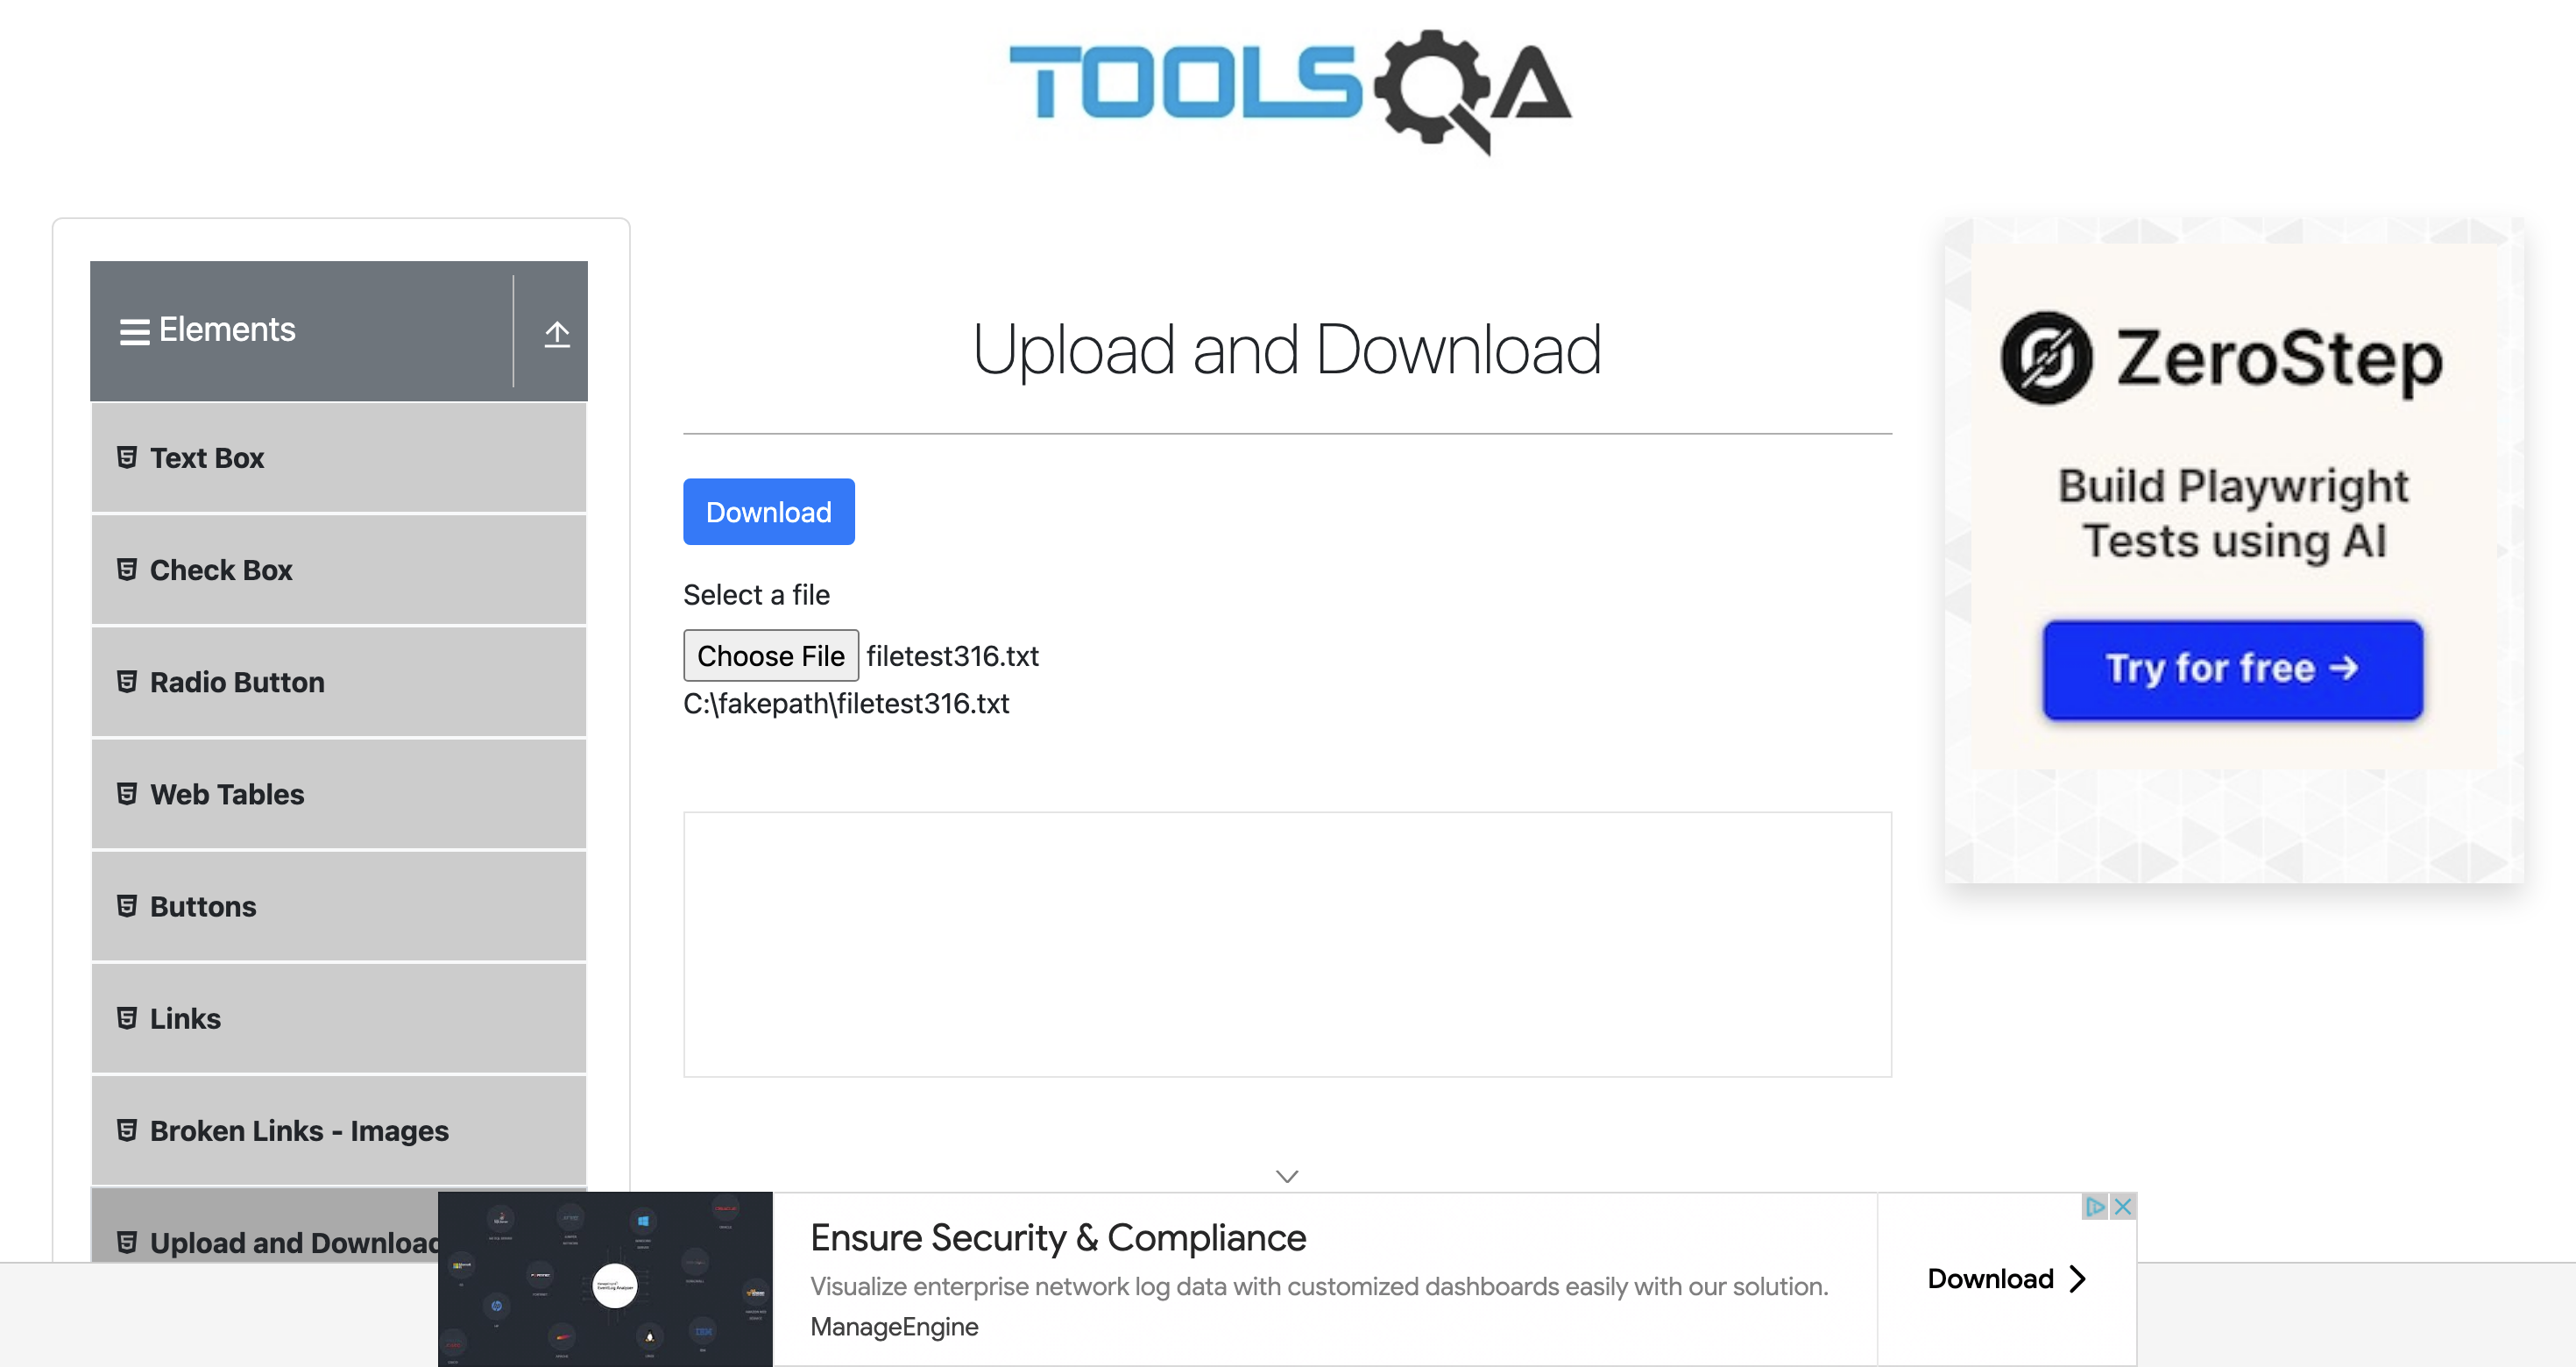 TOOLSQA
Elements
Text Box
Check Box
Radio Button
Web Tables
Buttons
Links
Broken Links - Images
Upload and Download
Upload and Download
Download
Select a file
Choose File filetest316.txt
C:\fakepath\filetest316.txt
ZeroStep
Build Playwright
Tests using AI
Try for free →
Ensure Security & Compliance
Visualize enterprise network log data with customized dashboards easily with our solution.
ManageEngine
Download